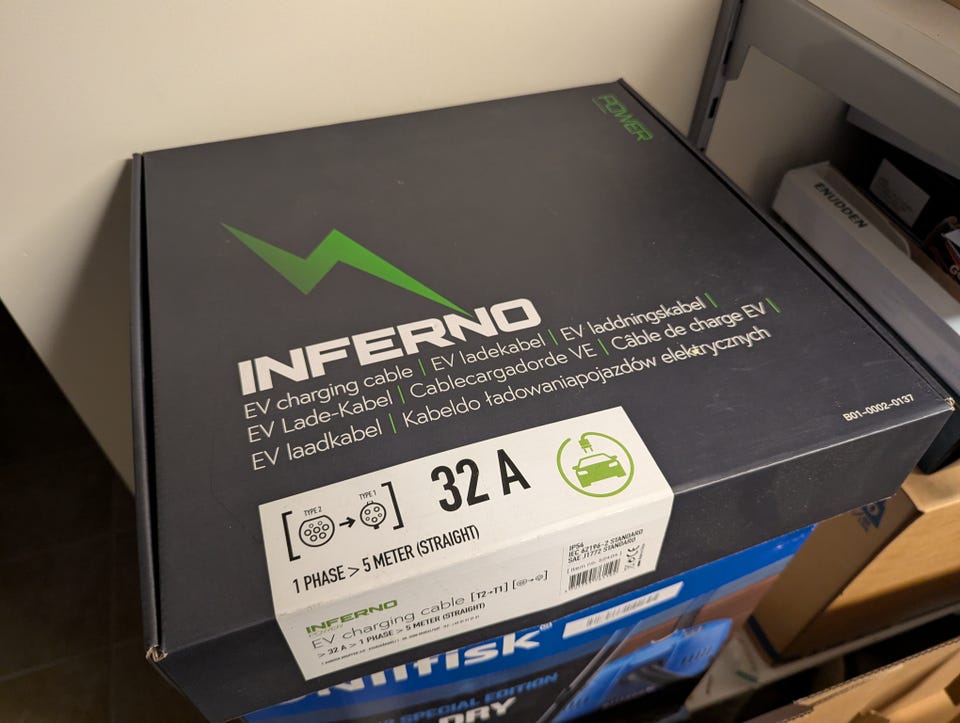 POWER
ENUDDEN
INFERNO
EV charging cable | EV ladekabel | EV laddningskabel |
EV Lade-Kabel | Cablecargadorde VE | Câble de charge EV |
EV laadkabel | Kabeldo ładowaniapojazdów elektrycznych
B01-0002-0137
TYPE 2
TYPE 1
32 A
1 PHASE > 5 METER (STRAIGHT)
IP54
IEC 62196-2 STANDARD
SAE J1772 STANDARD
INFERNO
POWER
EV charging cable [T2→T1]
> 32 A > 1 PHASE > 5 METER (STRAIGHT)
Nilfisk
SPECIAL EDITION
DRY